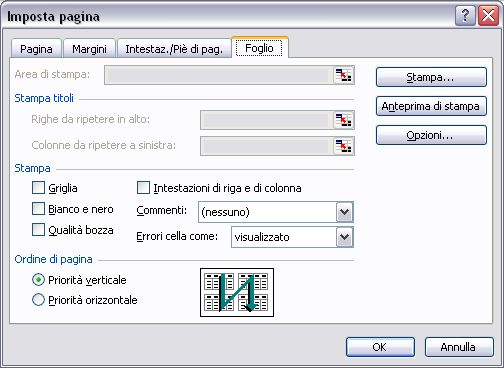 Imposta pagina
Pagina Margini Intestaz./Piè di pag. Foglio
Area di stampa: Stampa...
Stampa titoli Anteprima di stampa
Righe da ripetere in alto: Opzioni...
Colonne da ripetere a sinistra:
Stampa
Griglia Intestazioni di riga e di colonna
Bianco e nero Commenti: (nessuno)
Qualità bozza Errori cella come: visualizzato
Ordine di pagina
Priorità verticale
Priorità orizzontale
OK Annulla